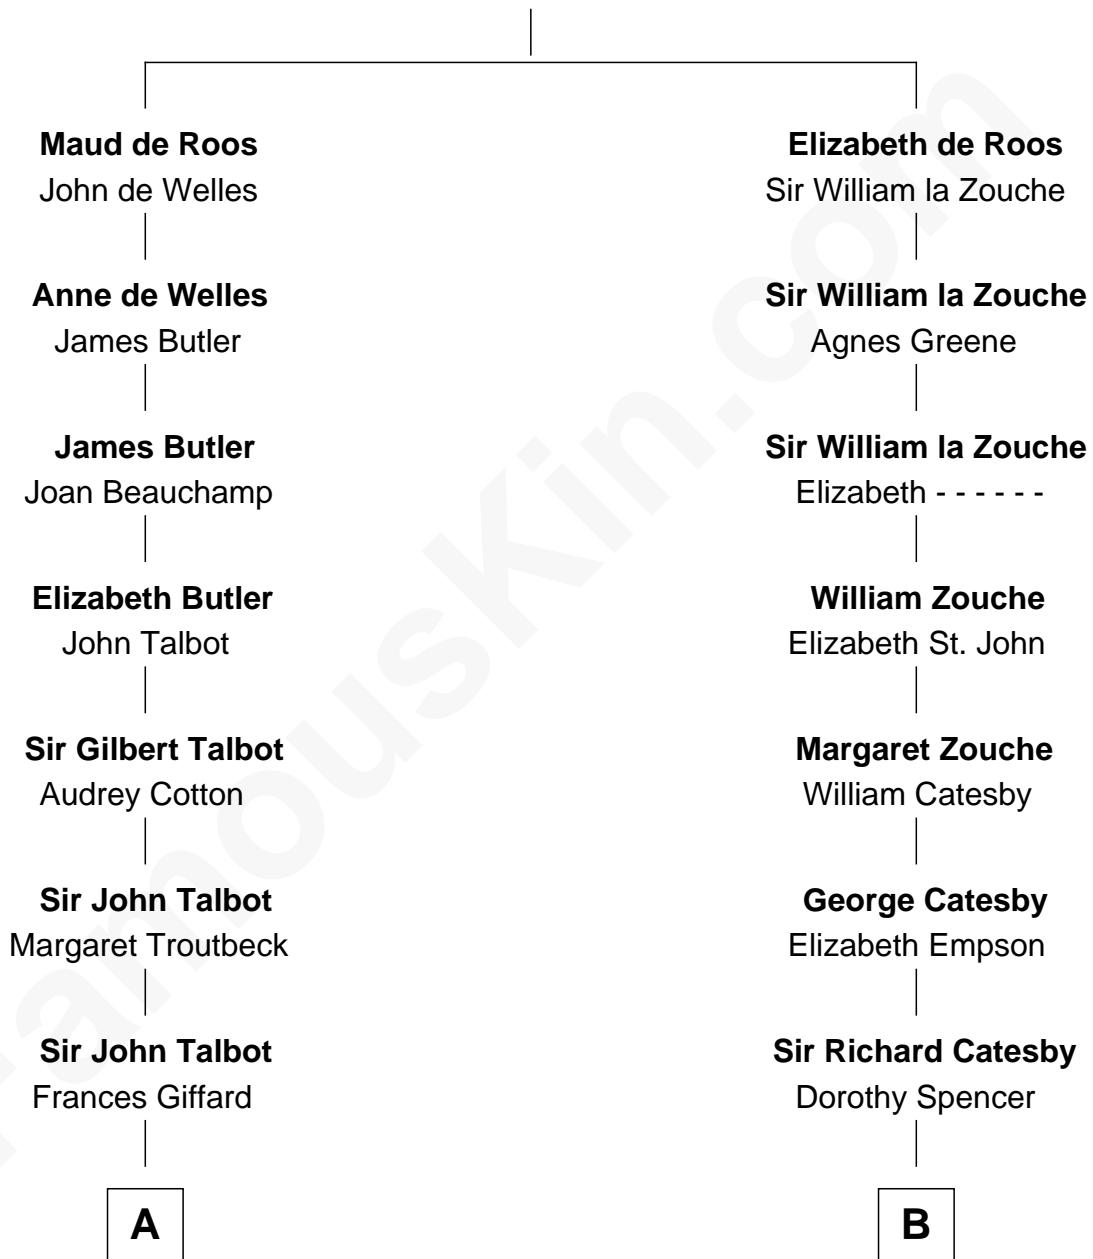 Maud de Roos
John de Welles
Anne de Welles
James Butler
James Butler
Joan Beauchamp
Elizabeth Butler
John Talbot
Sir Gilbert Talbot
Audrey Cotton
Sir John Talbot
Margaret Troutbeck
Sir John Talbot
Frances Giffard
A
Elizabeth de Roos
Sir William la Zouche
Sir William la Zouche
Agnes Greene
Sir William la Zouche
Elizabeth - - - - - -
William Zouche
Elizabeth St. John
Margaret Zouche
William Catesby
George Catesby
Elizabeth Empson
Sir Richard Catesby
Dorothy Spencer
B
FamousKin.com